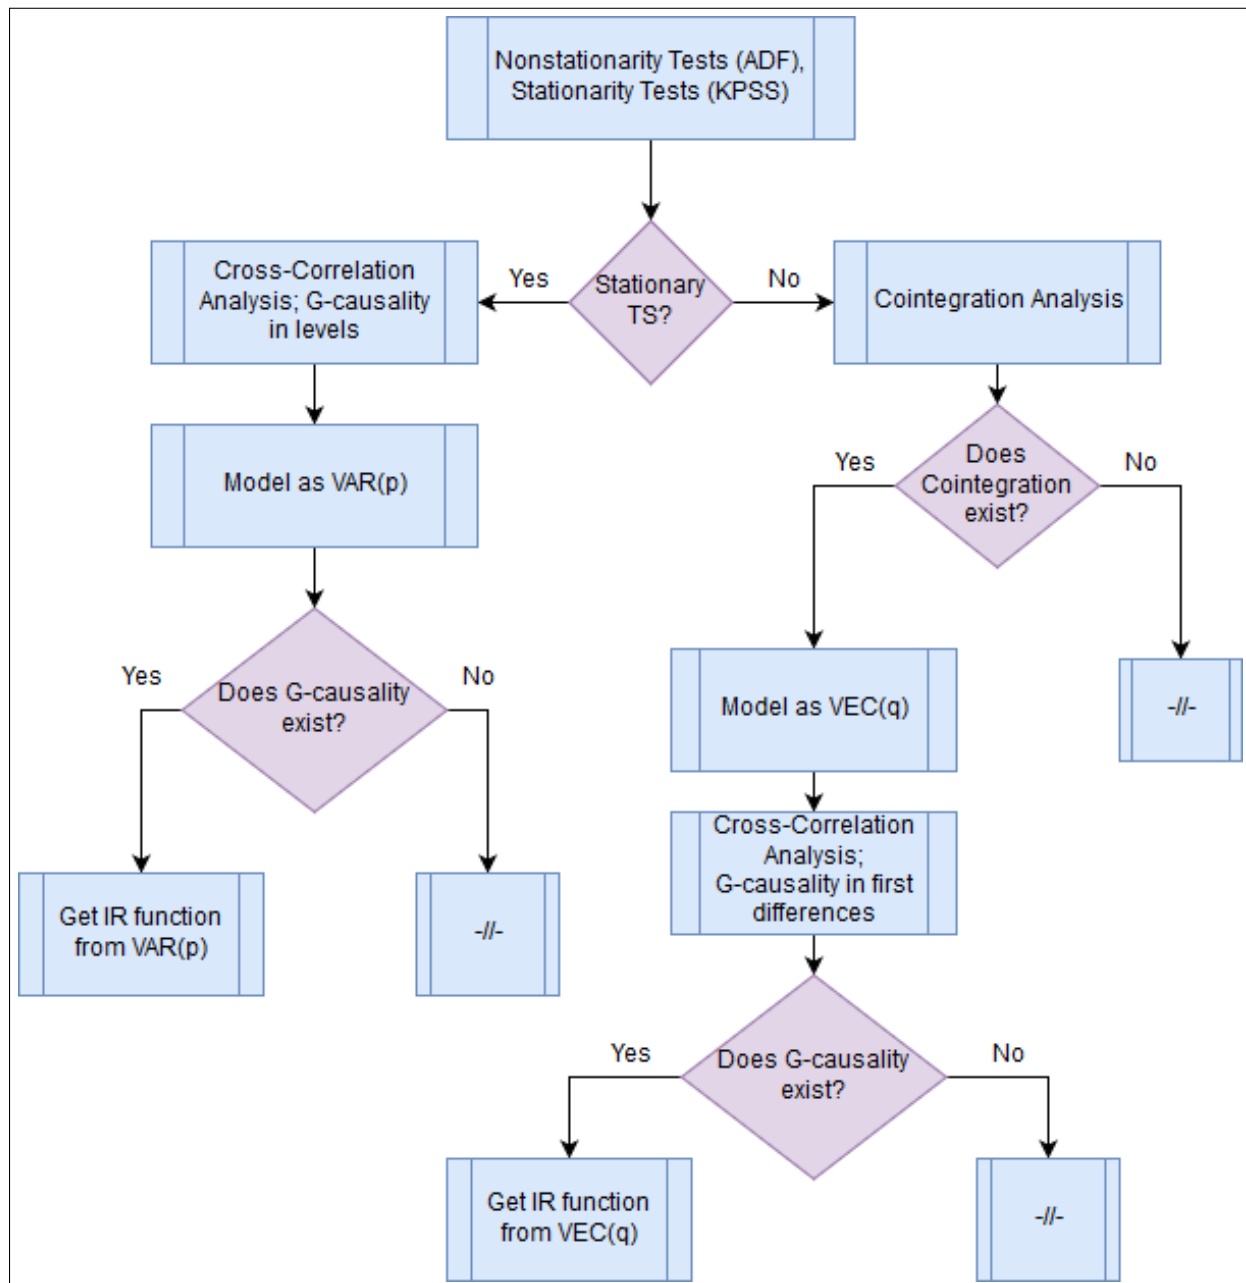 Nonstationarity Tests (ADF),
Stationarity Tests (KPSS)
Stationary
TS?
Yes
No
Cross-Correlation
Analysis; G-causality
in levels
Cointegration Analysis
Model as VAR(p)
Does
Cointegration
exist?
Yes
No
Does G-causality
exist?
Yes
No
Model as VEC(q)
-//-
Cross-Correlation
Analysis;
G-causality in first
differences
Get IR function
from VAR(p)
-//-
Does G-causality
exist?
Yes
No
Get IR function
from VEC(q)
-//-